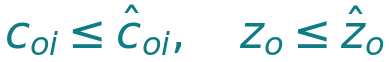 c_{oi} ≤ ĉ_{oi}, z_o ≤ ẑ_o